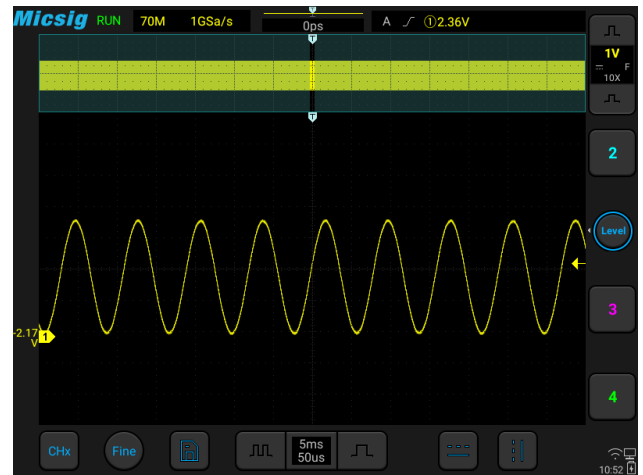 Micsig RUN 70M 1GSa/s 0ps A ①2.36V
T
1V
F
10X
T
2
Level
-2.17
V
1
3
4
CHx Fine 5ms
50us
10:52